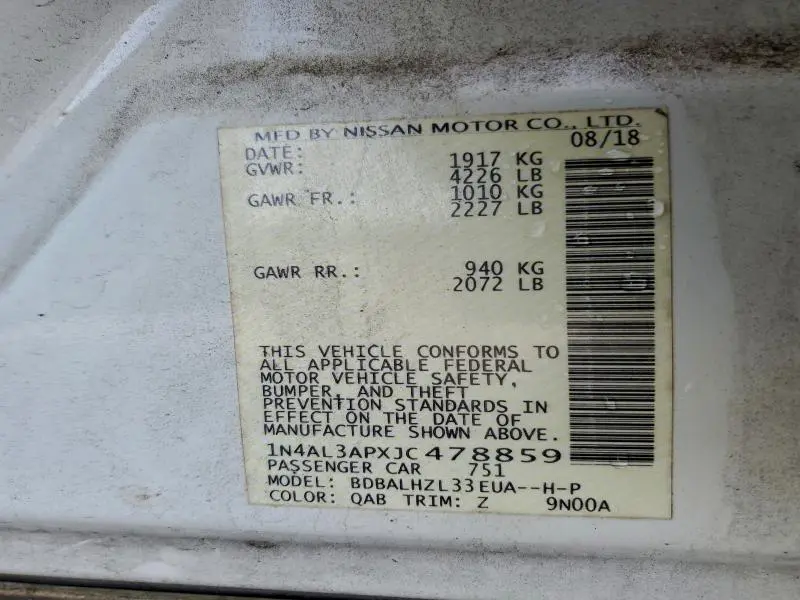 MFD BY NISSAN MOTOR CO., LTD.
DATE: 08/18
GVWR: 1917 KG
4226 LB
GAWR FR.: 1010 KG
2227 LB
GAWR RR.: 940 KG
2072 LB
THIS VEHICLE CONFORMS TO
ALL APPLICABLE FEDERAL
MOTOR VEHICLE SAFETY,
BUMPER, AND THEFT
PREVENTION STANDARDS IN
EFFECT ON THE DATE OF
MANUFACTURE SHOWN ABOVE.
1N4AL3APXJC478859
PASSENGER CAR 751
MODEL: BDBALHZL33EUA--H-P
COLOR: QAB TRIM: Z 9N00A